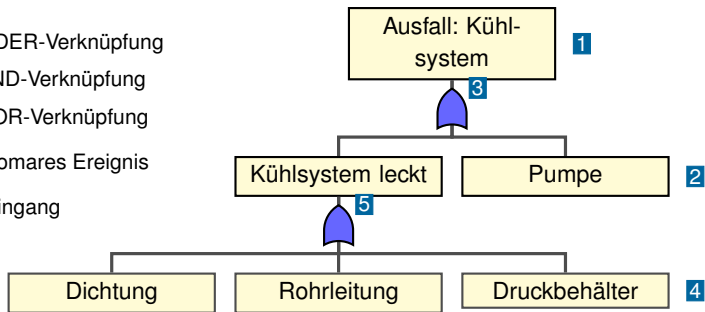 DER-Verknüpfung
ND-Verknüpfung
OR-Verknüpfung
omares Ereignis
ingang
Ausfall: Kühl-
system
1
3
Kühlsystem leckt
Pumpe
2
5
Dichtung
Rohrleitung
Druckbehälter
4